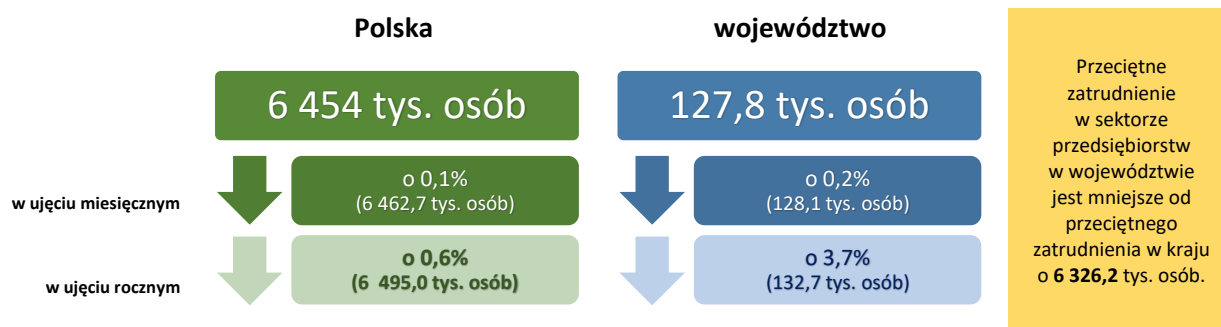 Polska
województwo
6 454 tys. osób
127,8 tys. osób
w ujęciu miesięcznym
o 0,1%
(6 462,7 tys. osób)
o 0,2%
(128,1 tys. osób)
w ujęciu rocznym
o 0,6%
(6 495,0 tys. osób)
o 3,7%
(132,7 tys. osób)
Przeciętne
zatrudnienie
w sektorze
przedsiębiorstw
w województwie
jest mniejsze od
przeciętnego
zatrudnienia w kraju
o 6 326,2 tys. osób.